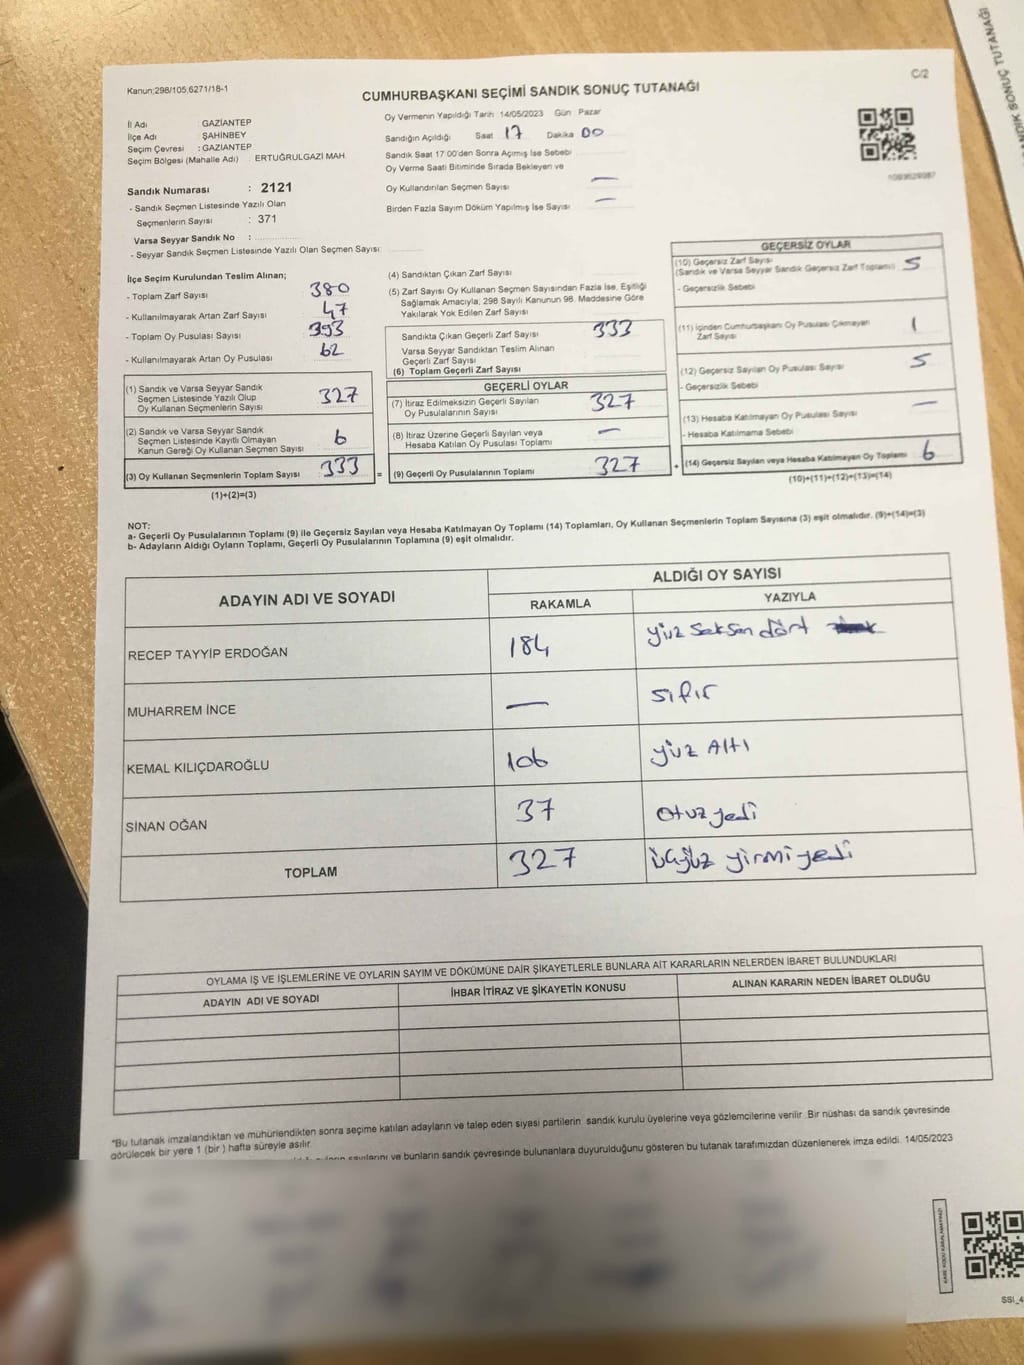 C/2
Kanun;298/105,6271/18-1
CUMHURBAŞKANI SEÇİMİ SANDIK SONUÇ TUTANAĞI
İl Adı : GAZİANTEP
İlçe Adı : ŞAHİNBEY
Seçim Çevresi : GAZİANTEP
Seçim Bölgesi (Mahalle Adı) : ERTUĞRULGAZİ MAH.
Sandık Numarası : 2121
- Sandık Seçmen Listesinde Yazılı Olan
Seçmenlerin Sayısı : 371
Varsa Seyyar Sandık No :
- Seyyar Sandık Seçmen Listesinde Yazılı Olan Seçmen Sayısı:
Oy Vermenin Yapıldığı Tarih 14/05/2023 Gün Pazar
Sandığın Açıldığı Saat 17 Dakika 00
Sandık Saat 17:00'den Sonra Açımış İse Sebebi
Oy Verme Saati Bitiminde Sırada Bekleyen ve
Oy Kullandırılan Seçmen Sayısı —
Birden Fazla Sayım Döküm Yapılmış İse Sayısı —
İlçe Seçim Kurulundan Teslim Alınan;
- Toplam Zarf Sayısı 380
- Kullanılmayarak Artan Zarf Sayısı 47
- Toplam Oy Pusulası Sayısı 393
- Kullanılmayarak Artan Oy Pusulası 62
(1) Sandık ve Varsa Seyyar Sandık
Seçmen Listesinde Yazılı Olup
Oy Kullanan Seçmenlerin Sayısı 327
(2) Sandık ve Varsa Seyyar Sandık
Seçmen Listesinde Kayıtlı Olmayan
Kanun Gereği Oy Kullanan Seçmen Sayısı 6
(3) Oy Kullanan Seçmenlerin Toplam Sayısı 333 =
(1)+(2)=(3)
(4) Sandıktan Çıkan Zarf Sayısı
(5) Zarf Sayısı Oy Kullanan Seçmen Sayısından Fazla İse, Eşitliği
Sağlamak Amacıyla, 298 Sayılı Kanunun 98. Maddesine Göre
Yakılarak Yok Edilen Zarf Sayısı
Sandıkta Çıkan Geçerli Zarf Sayısı 333
Varsa Seyyar Sandıktan Teslim Alınan
Geçerli Zarf Sayısı
(6) Toplam Geçerli Zarf Sayısı
GEÇERLİ OYLAR
(7) İtiraz Edilmeksizin Geçerli Sayılan
Oy Pusulalarının Sayısı 327
(8) İtiraz Üzerine Geçerli Sayılan veya
Hesaba Katılan Oy Pusulası Toplamı —
(9) Geçerli Oy Pusulalarının Toplamı 327 +
GEÇERSİZ OYLAR
(10) Geçersiz Zarf Sayısı
(Sandık ve Varsa Seyyar Sandık Geçersiz Zarf Toplamı) 5
- Geçersizlik Sebebi
(11) İçinden Cumhurbaşkanı Oy Pusulası Çıkmayan
Zarf Sayısı 1
(12) Geçersiz Sayılan Oy Pusulası Sayısı 5
- Geçersizlik Sebebi
(13) Hesaba Katılmayan Oy Pusulası Sayısı —
- Hesaba Katılmama Sebebi
(14) Geçersiz Sayılan veya Hesaba Katılmayan Oy Toplamı 6
(10)+(11)+(12)+(13)=(14)
NOT:
a- Geçerli Oy Pusulalarının Toplamı (9) ile Geçersiz Sayılan veya Hesaba Katılmayan Oy Toplamı (14) Toplamları, Oy Kullanan Seçmenlerin Toplam Sayısına (3) eşit olmalıdır. (9)+(14)=(3)
b- Adayların Aldığı Oyların Toplamı, Geçerli Oy Pusulalarının Toplamına (9) eşit olmalıdır.
ADAYIN ADI VE SOYADI ALDIĞI OY SAYISI
RAKAMLA YAZIYLA
RECEP TAYYİP ERDOĞAN 184 yüz seksen dört
MUHARREM İNCE — sıfır
KEMAL KILIÇDAROĞLU 106 yüz Altı
SİNAN OĞAN 37 otuz yedi
TOPLAM 327 üçyüz yirmi yedi
OYLAMA İŞ VE İŞLEMLERİNE VE OYLARIN SAYIM VE DÖKÜMÜNE DAİR ŞİKAYETLERLE BUNLARA AİT KARARLARIN NELERDEN İBARET BULUNDUKLARI
ADAYIN ADI VE SOYADI İHBAR İTİRAZ VE ŞİKAYETİN KONUSU ALINAN KARARIN NEDEN İBARET OLDUĞU
*Bu tutanak imzalandıktan ve mühürlendikten sonra seçime katılan adayların ve talep eden siyasi partilerin sandık kurulu üyelerine veya gözlemcilerine verilir. Bir nüshası da sandık çevresinde
görülecek bir yere 1 (bir ) hafta süreyle asılır.
sayılarını ve bunların sandık çevresinde bulunanlara duyurulduğunu gösteren bu tutanak tarafımızdan düzenlenerek imza edildi. 14/05/2023
SSI_4
SONUÇ TUTANAĞI